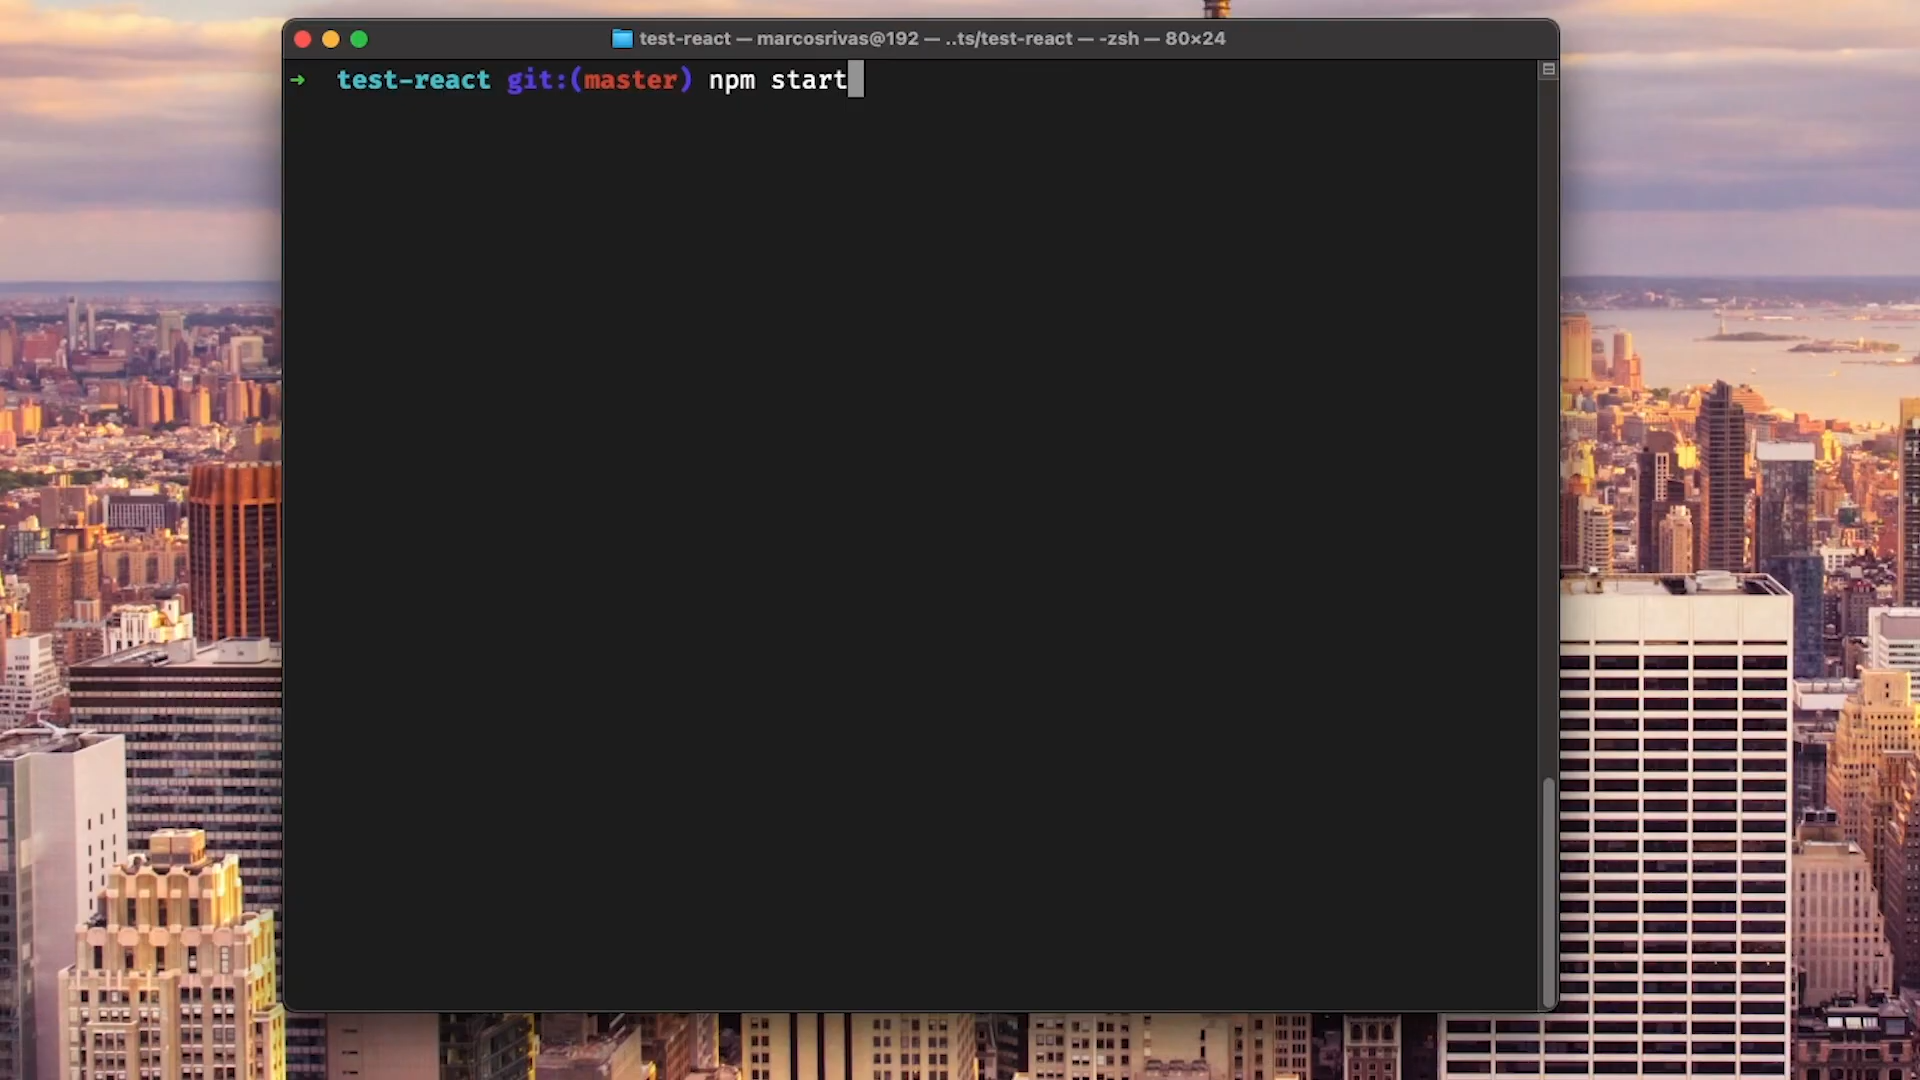 test-react — marcosrivas@192 — ..ts/test-react — -zsh — 80×24
➜ test-react git:(master) npm start